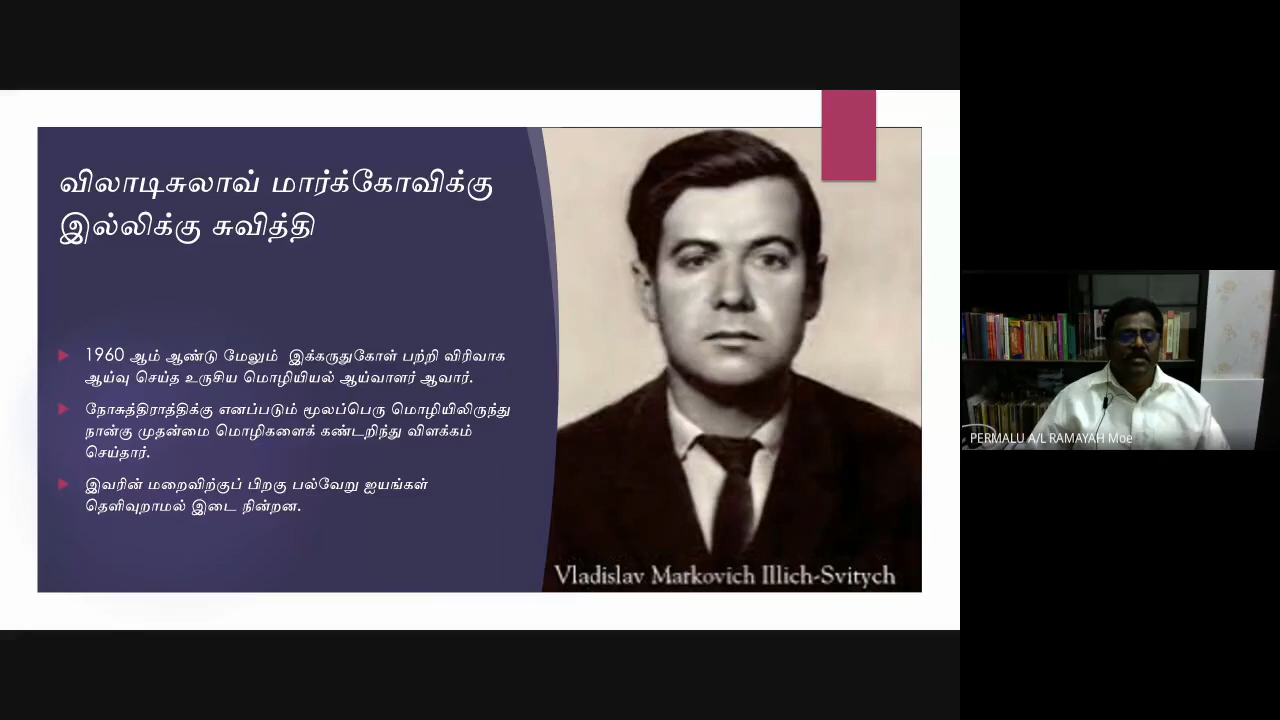 விலாடிசுலாவ் மார்க்கோவிக்கு
இல்லிக்கு சுவித்தி
1960 ஆம் ஆண்டு மேலும் இக்கருதுகோள் பற்றி விரிவாக
ஆய்வு செய்த உருசிய மொழியியல் ஆய்வாளர் ஆவார்.
நோசுத்திராத்திக்கு எனப்படும் மூலப்பெரு மொழியிலிருந்து
நான்கு முதன்மை மொழிகளைக் கண்டறிந்து விளக்கம்
செய்தார்.
இவரின் மறைவிற்குப் பிறகு பல்வேறு ஐயங்கள்
தெளிவுறாமல் இடை நின்றன.
Vladislav Markovich Illich-Svitych
PERMALU A/L RAMAYAH Moe